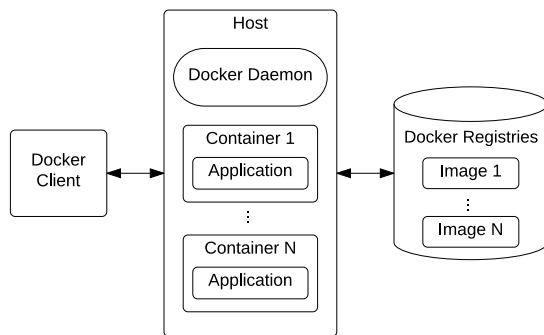 Host
Docker Daemon
Container 1
Application
⋮
Container N
Application
Docker
Client
Docker Registries
Image 1
⋮
Image N